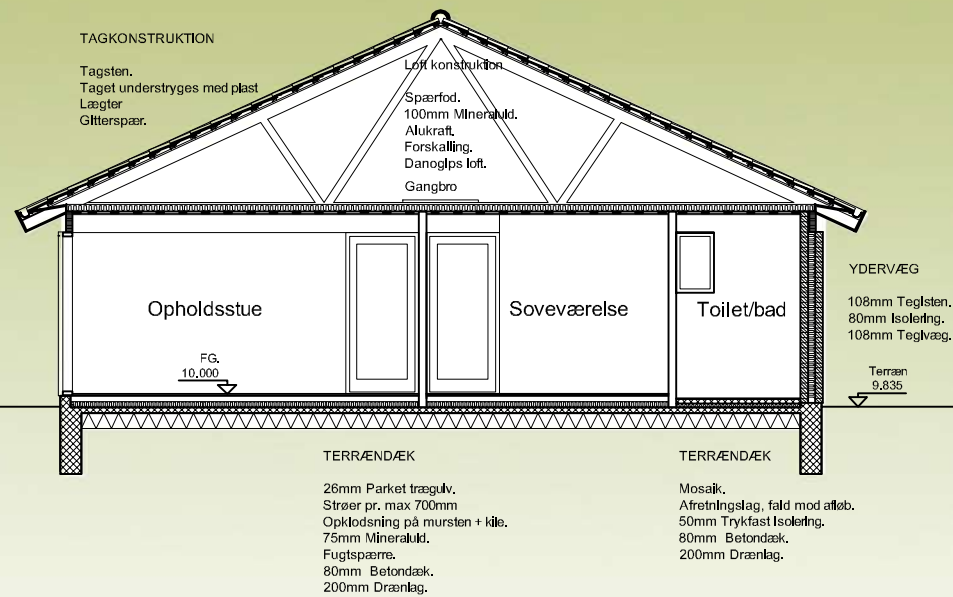 TAGKONSTRUKTION
Tagsten.
Taget understryges med plast
Lægter
Gitterspær.
Loft konstruktion
Spærfod.
100mm Mineraluld.
Alukraft.
Forskalling.
Danogips loft.
Gangbro
Opholdsstue
Soveværelse
Toilet/bad
FG.
10.000
YDERVÆG
108mm Teglsten.
80mm Isolering.
108mm Teglvæg.
Terræn
9.835
TERRÆNDÆK
26mm Parket trægulv.
Strøer pr. max 700mm
Opklodsning på mursten + kile.
75mm Mineraluld.
Fugtspærre.
80mm Betondæk.
200mm Drænlag.
TERRÆNDÆK
Mosaik.
Afretningslag, fald mod afløb.
50mm Trykfast Isolering.
80mm Betondæk.
200mm Drænlag.